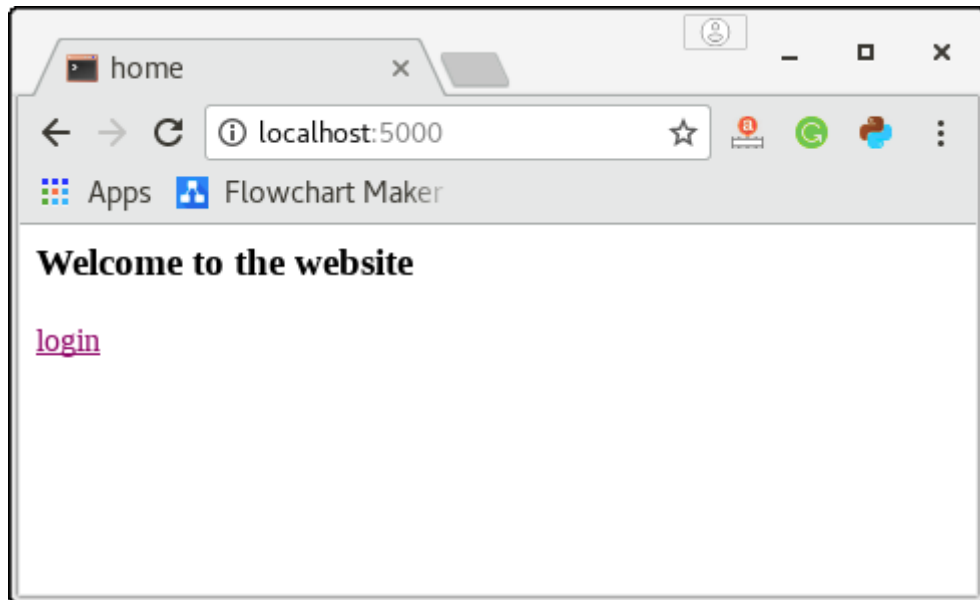 home
localhost:5000
Apps Flowchart Maker
Welcome to the website
login